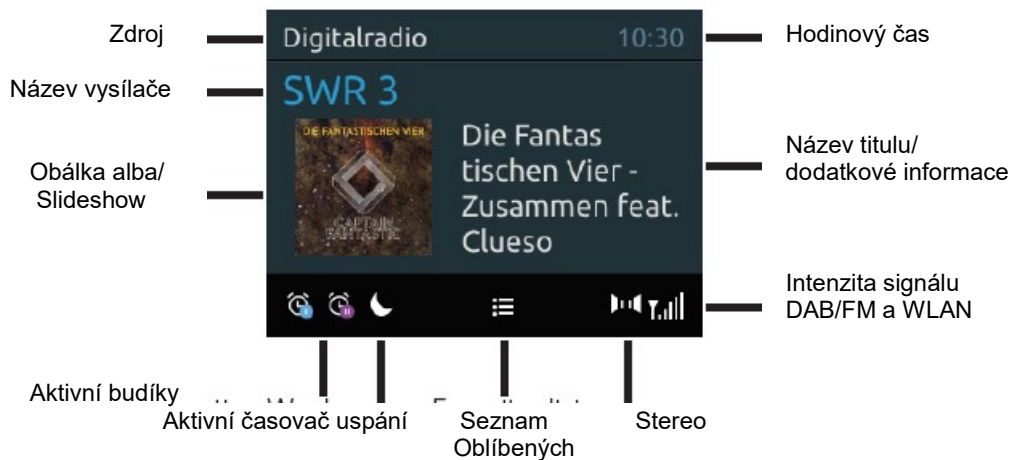 Zdroj
Digitalradio
10:30
Hodinový čas
Název vysílače
SWR 3
DIE FANTASTISCHEN VIER
CAPTAIN
FANTASTIC
Obálka alba/
Slideshow
Die Fantas
tischen Vier -
Zusammen feat.
Clueso
Název titulu/
dodatkové informace
Intenzita signálu
DAB/FM a WLAN
Aktivní budíky
Aktivní časovač uspání
Seznam
Oblíbených
Stereo